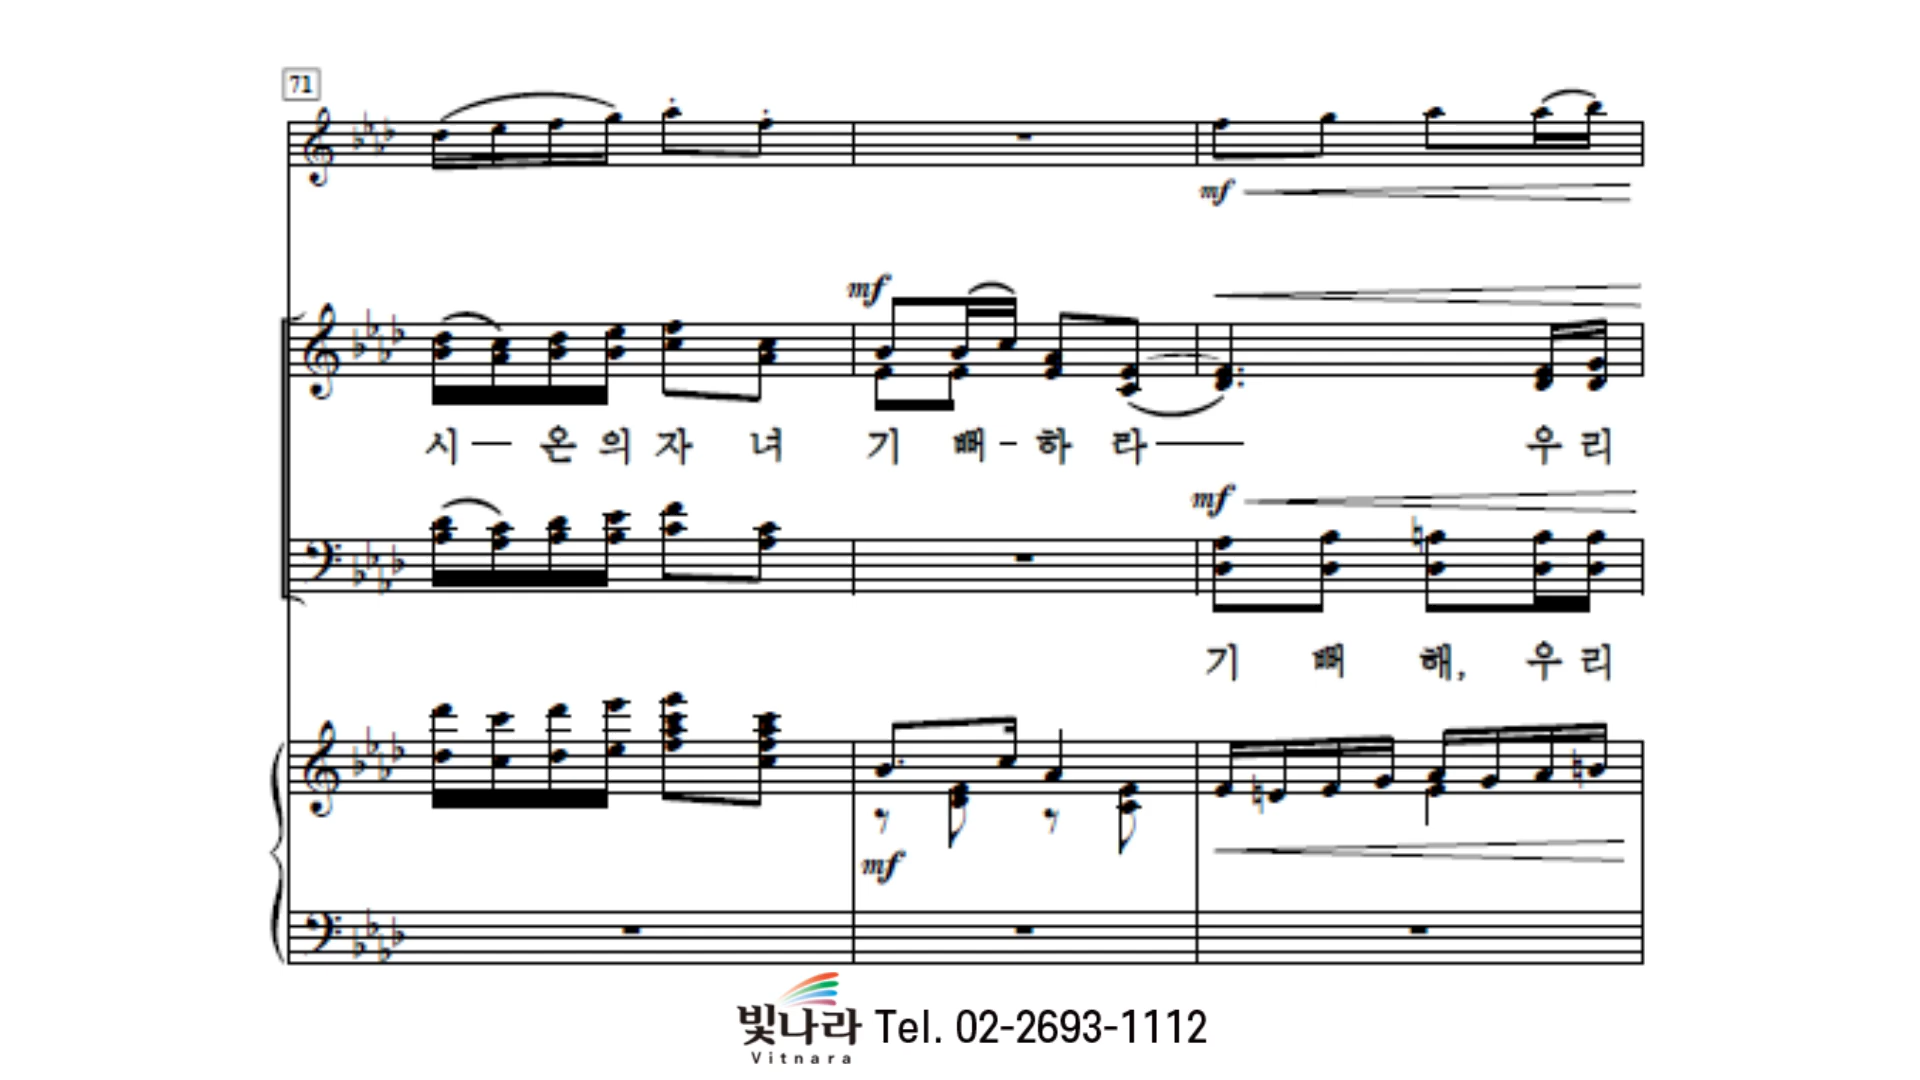 71
mf
mf
시 ― 온 의 자 녀 기 뻐 - 하 라 ― 우 리
mf
기 뻐 해, 우 리
mf
빛나라 Tel. 02-2693-1112
Vitnara